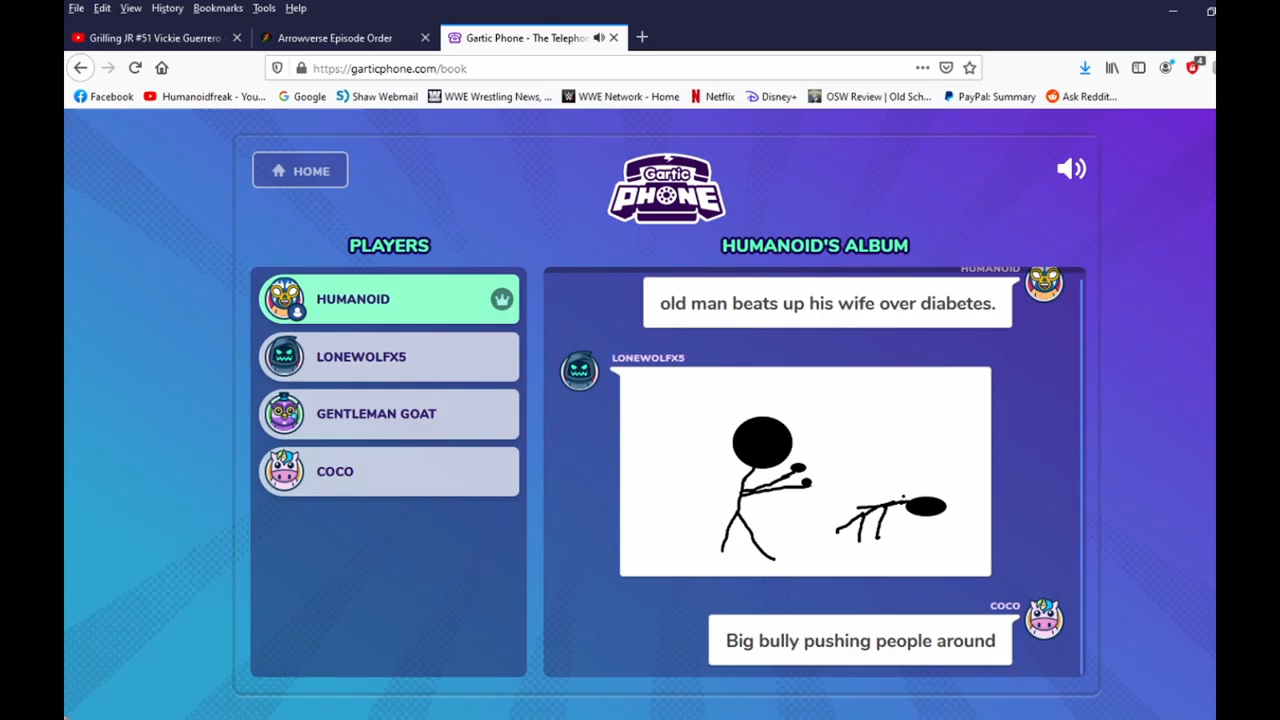 File Edit View History Bookmarks Tools Help
Grilling JR #51 Vickie Guerrero - Arrowverse Episode Order Gartic Phone - The Telepho
https://garticphone.com/book
4
Facebook Humanoidfreak - You... Google Shaw Webmail WWE Wrestling News, ... WWE Network - Home Netflix Disney+ OSW Review | Old Sch... PayPal: Summary Ask Reddit...
HOME
Gartic
PHONE
PLAYERS
HUMANOID'S ALBUM
HUMANOID
LONEWOLFX5
GENTLEMAN GOAT
COCO
HUMANOID
old man beats up his wife over diabetes.
LONEWOLFX5
COCO
Big bully pushing people around